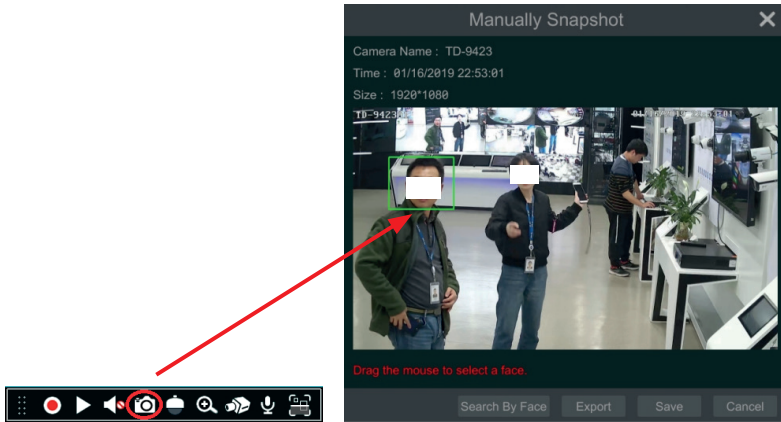 Manually Snapshot
Camera Name : TD-9423
Time : 01/16/2019 22:53:01
Size : 1920*1080
TD-9423
Drag the mouse to select a face.
Search By Face
Export
Save
Cancel